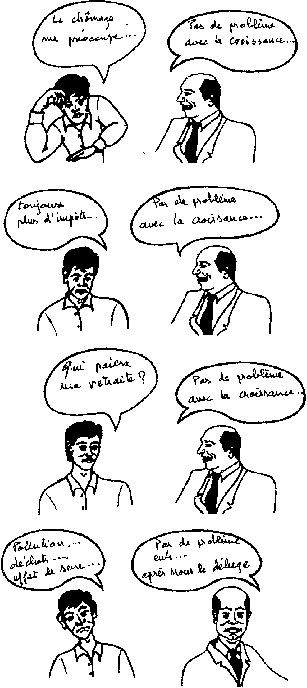 Le chômage
me préoccupe...
Pas de problème
avec la croissance...
Toujours
plus d'impôts...
Pas de problème
avec la croissance...
Qui paiera
ma retraite ?
Pas de problème
avec la croissance...
Pollution...
déchets...
effet de serre...
Pas de problème
euh...
après nous le déluge